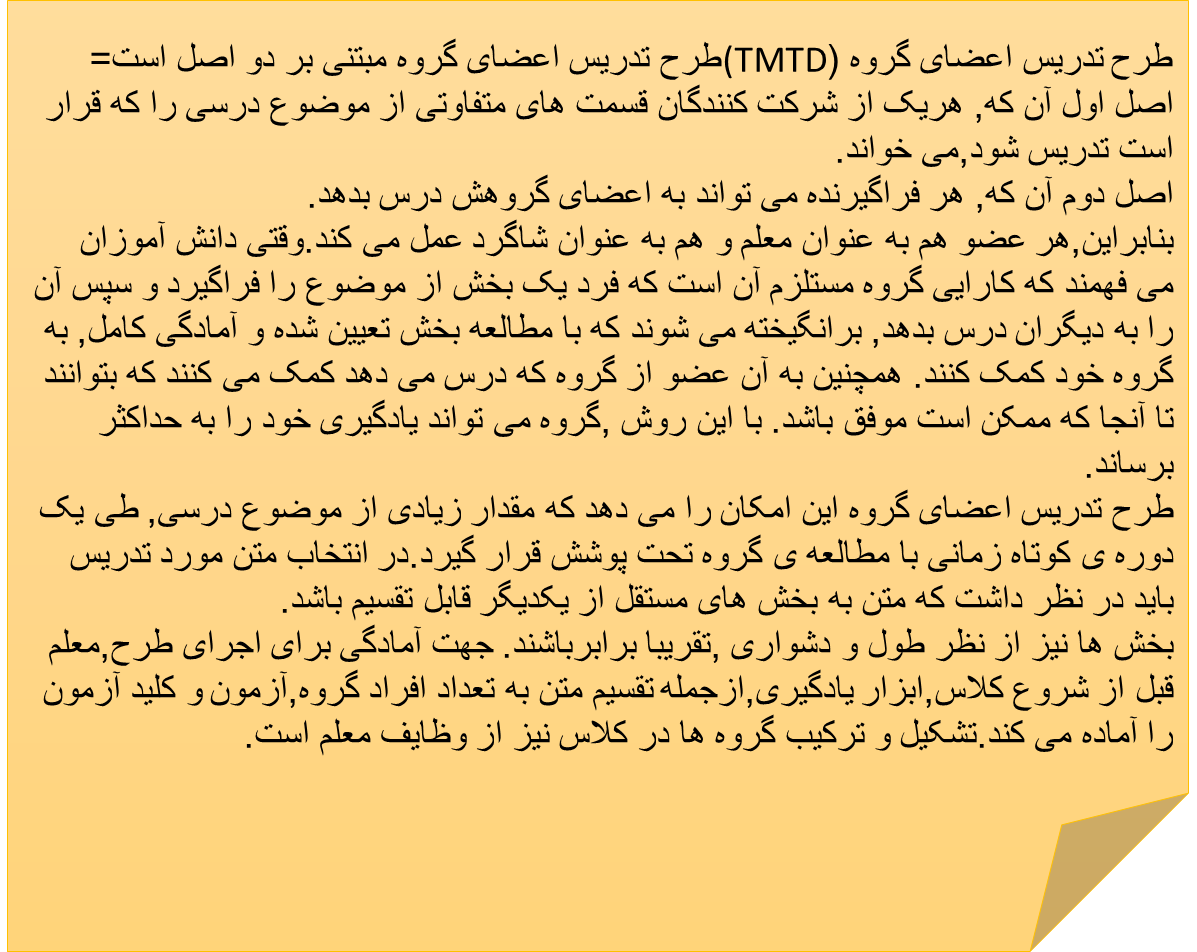 طرح تدریس اعضای گروه (TMTD)طرح تدریس اعضای گروه مبتنی بر دو اصل است=
اصل اول آن که, هریک از شرکت کنندگان قسمت های متفاوتی از موضوع درسی را که قرار
است تدریس شود,می خواند.
اصل دوم آن که, هر فراگیرنده می تواند به اعضای گروهش درس بدهد.
بنابراین,هر عضو هم به عنوان معلم و هم به عنوان شاگرد عمل می کند.وقتی دانش آموزان
می فهمند که کارایی گروه مستلزم آن است که فرد یک بخش از موضوع را فراگیرد و سپس آن
را به دیگران درس بدهد, برانگیخته می شوند که با مطالعه بخش تعیین شده و آمادگی کامل, به
گروه خود کمک کنند. همچنین به آن عضو از گروه که درس می دهد کمک می کنند که بتوانند
تا آنجا که ممکن است موفق باشد. با این روش ,گروه می تواند یادگیری خود را به حداکثر
برساند.
طرح تدریس اعضای گروه این امکان را می دهد که مقدار زیادی از موضوع درسی, طی یک
دوره ی کوتاه زمانی با مطالعه ی گروه تحت پوشش قرار گیرد.در انتخاب متن مورد تدریس
باید در نظر داشت که متن به بخش های مستقل از یکدیگر قابل تقسیم باشد.
بخش ها نیز از نظر طول و دشواری ,تقریبا برابرباشند. جهت آمادگی برای اجرای طرح,معلم
قبل از شروع کلاس,ابزار یادگیری,ازجمله تقسیم متن به تعداد افراد گروه,آزمون و کلید آزمون
را آماده می کند.تشکیل و ترکیب گروه ها در کلاس نیز از وظایف معلم است.